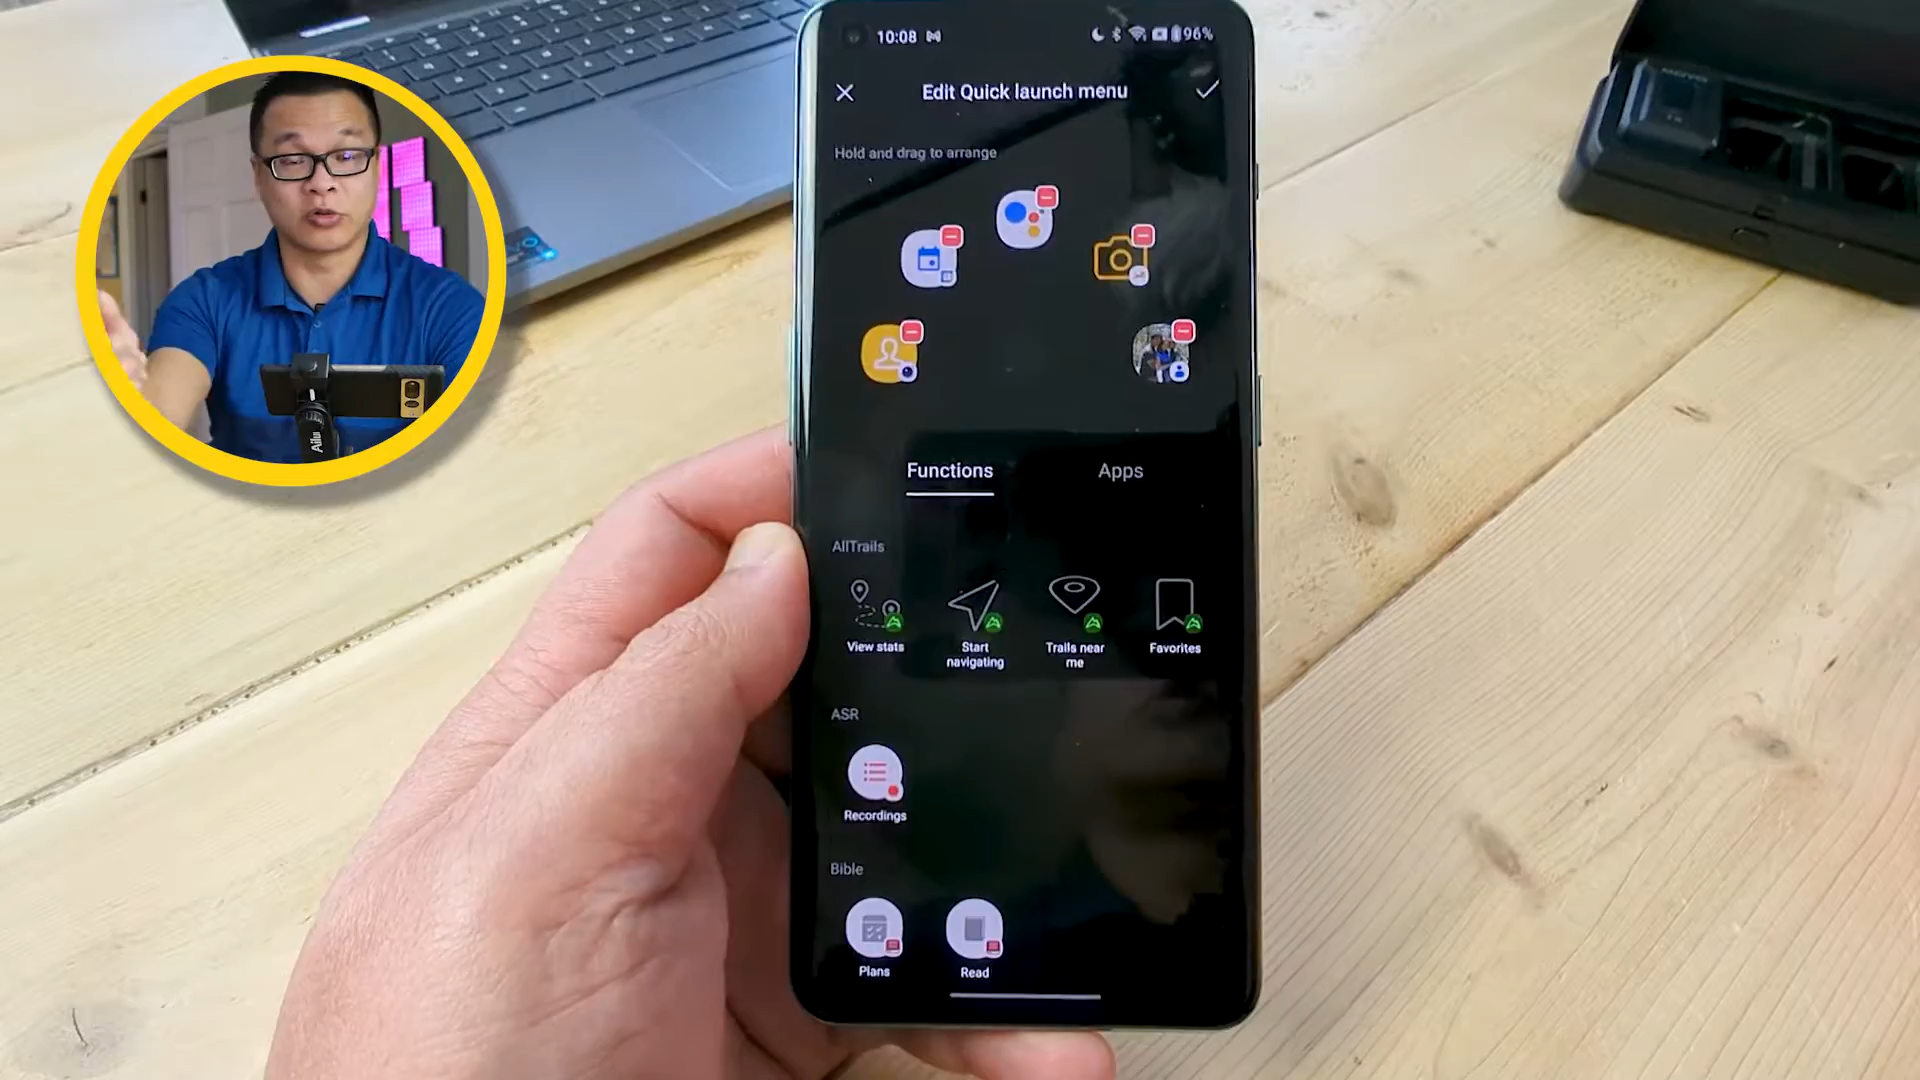 10:08
96%
Edit Quick launch menu
Hold and drag to arrange
Functions
Apps
AllTrails
View stats
Start
navigating
Trails near
me
Favorites
ASR
Recordings
Bible
Plans
Read